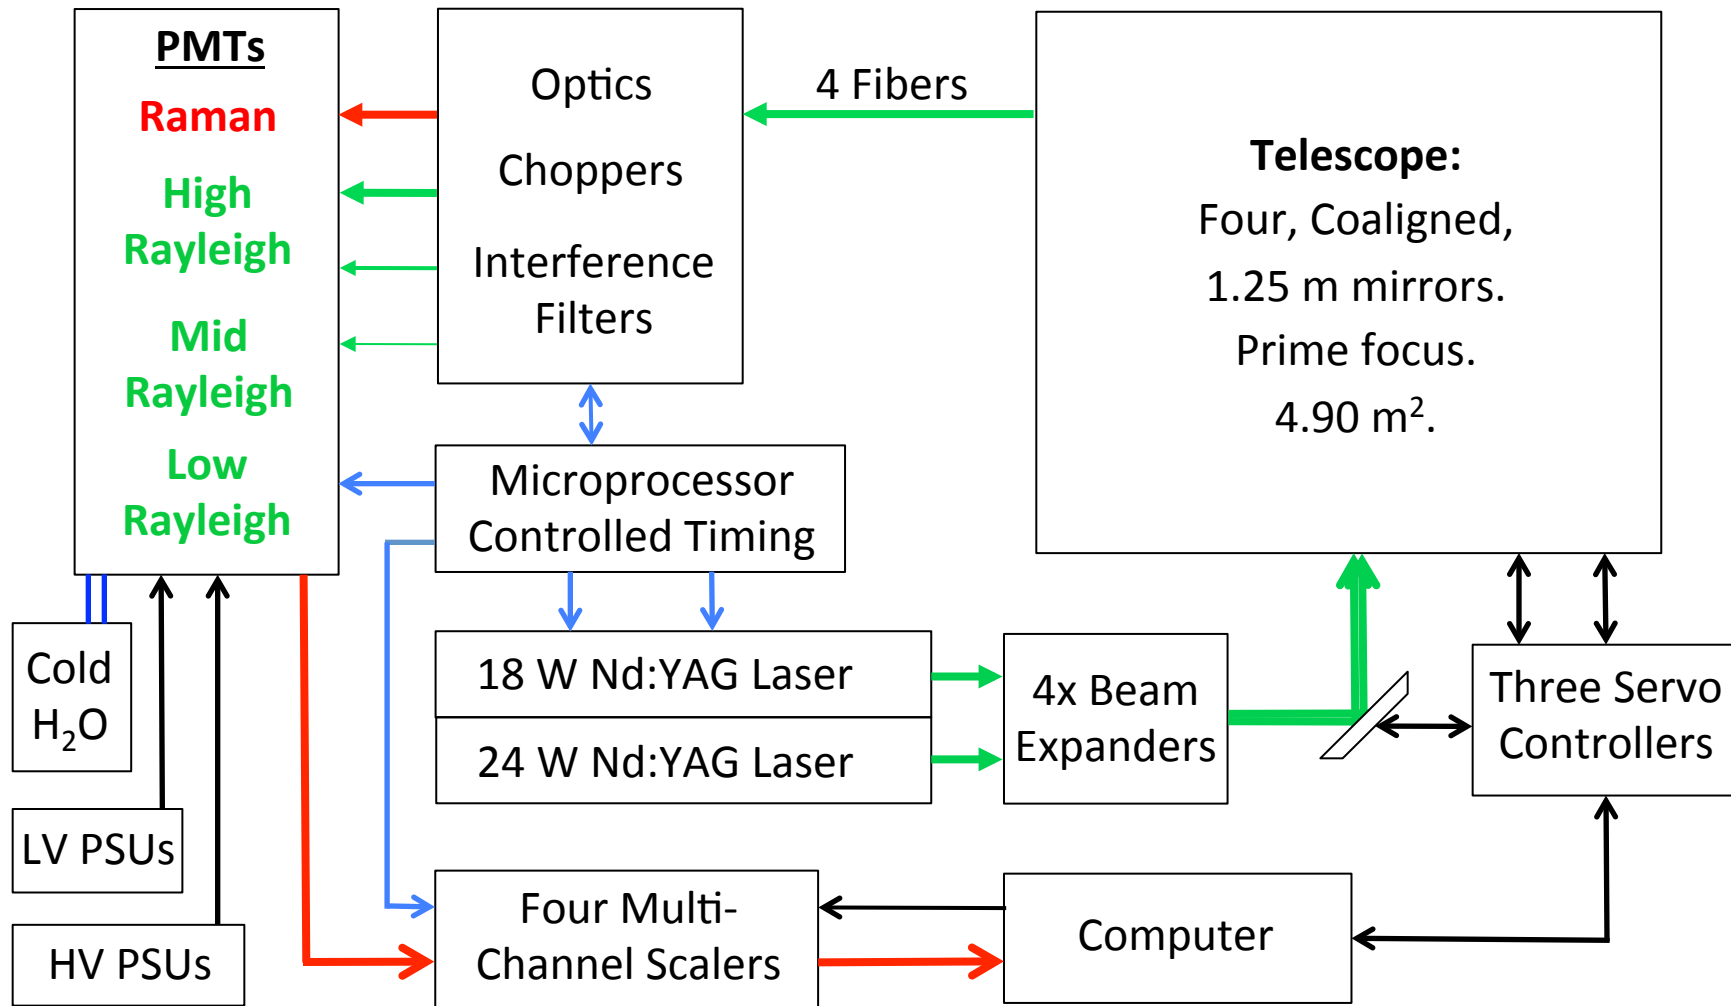 PMTs
Raman
High
Rayleigh
Mid
Rayleigh
Low
Rayleigh
Optics
Choppers
Interference
Filters
4 Fibers
Telescope:
Four, Coaligned,
1.25 m mirrors.
Prime focus.
4.90 m².
Microprocessor
Controlled Timing
18 W Nd:YAG Laser
24 W Nd:YAG Laser
4x Beam
Expanders
Three Servo
Controllers
Cold
H₂O
LV PSUs
HV PSUs
Four Multi-
Channel Scalers
Computer